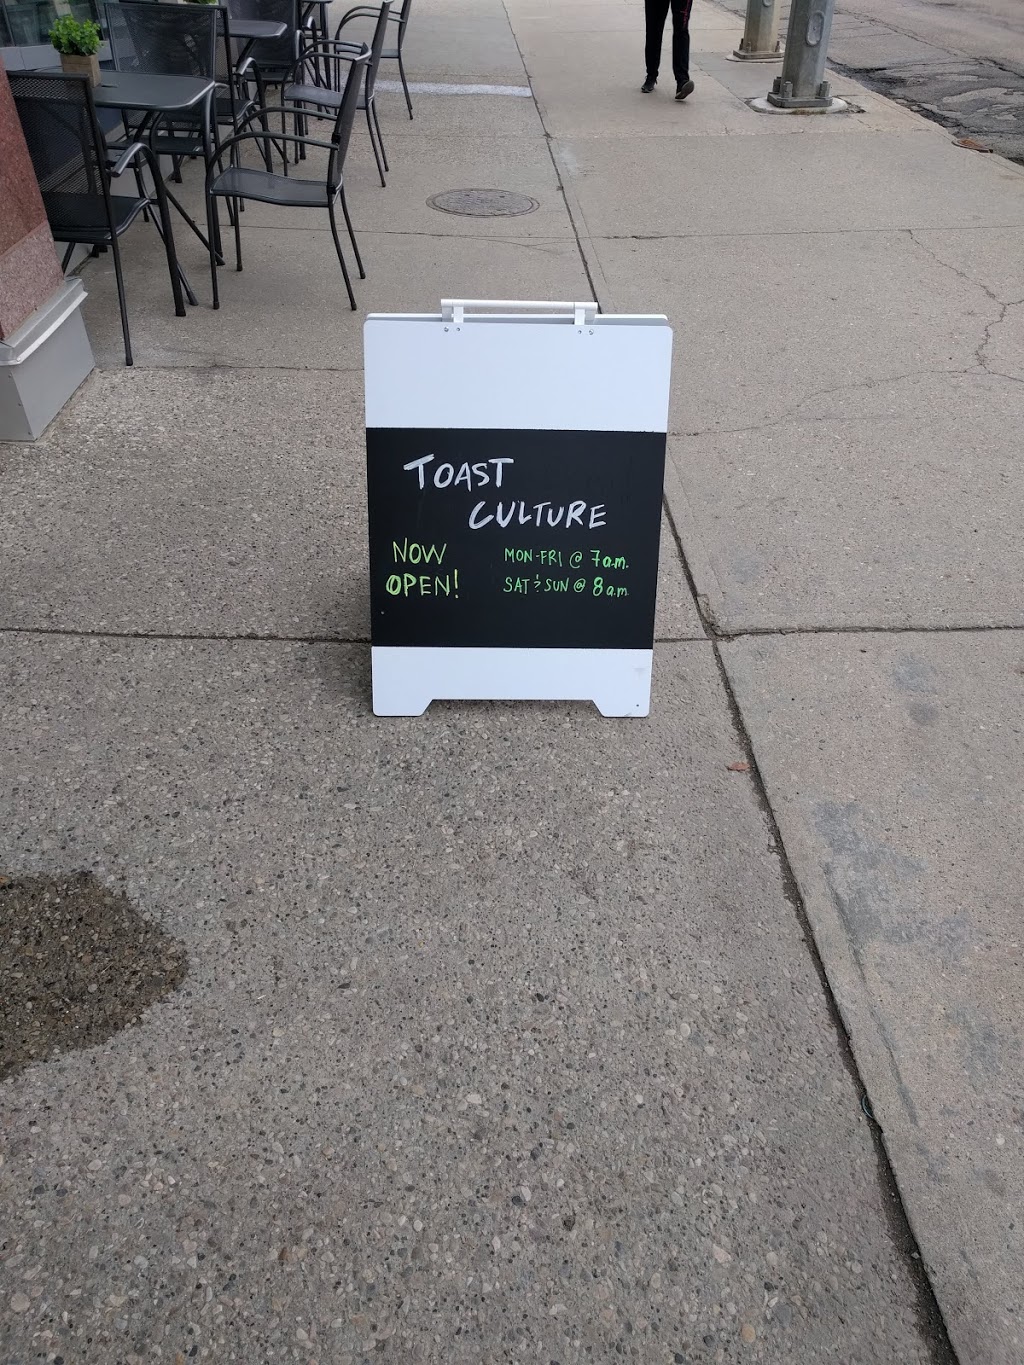 TOAST
CULTURE
NOW
OPEN!
MON-FRI @ 7a.m.
SAT & SUN @ 8a.m.